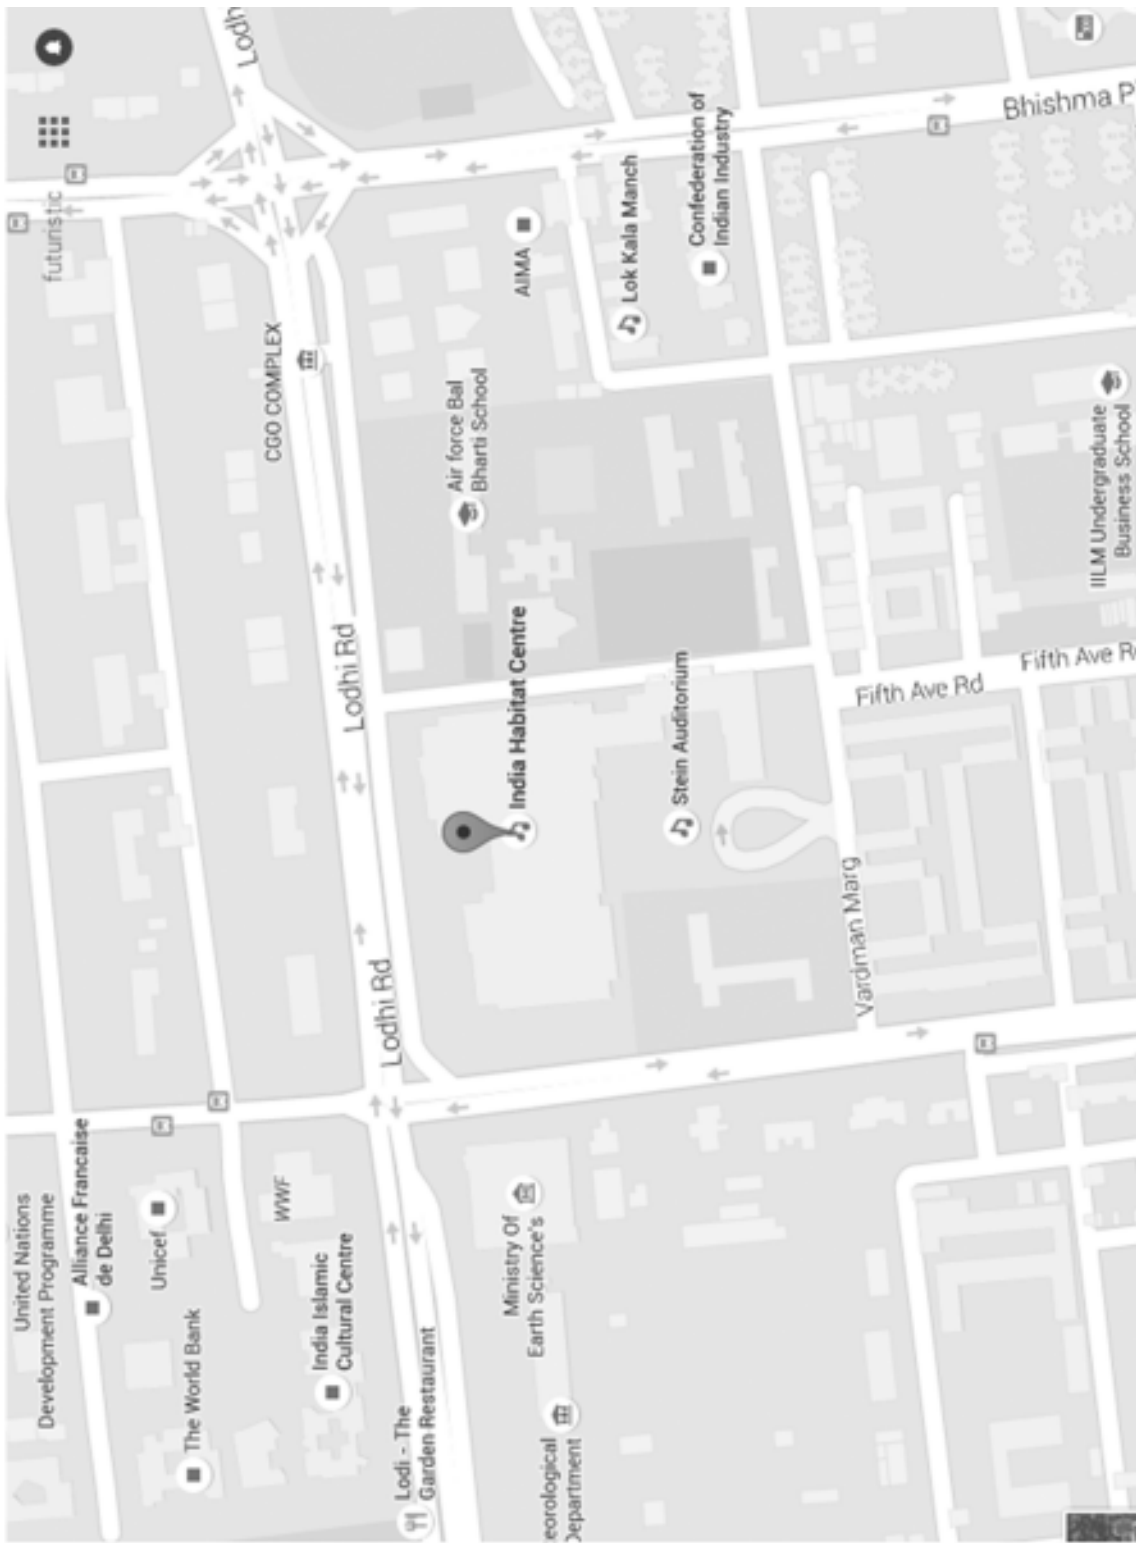 United Nations
Development Programme
Alliance Francaise
de Delhi
Unicef
The World Bank
WWF
India Islamic
Cultural Centre
Lodi - The
Garden Restaurant
Ministry Of
Earth Science's
eorological
Department
Lodhi Rd
Lodhi Rd
India Habitat Centre
Stein Auditorium
Vardman Marg
Fifth Ave Rd
Fifth Ave R
CGO COMPLEX
Air force Bal
Bharti School
AIMA
Lok Kala Manch
Confederation of
Indian Industry
IILM Undergraduate
Business School
futuristic
Lodh
Bhishma P